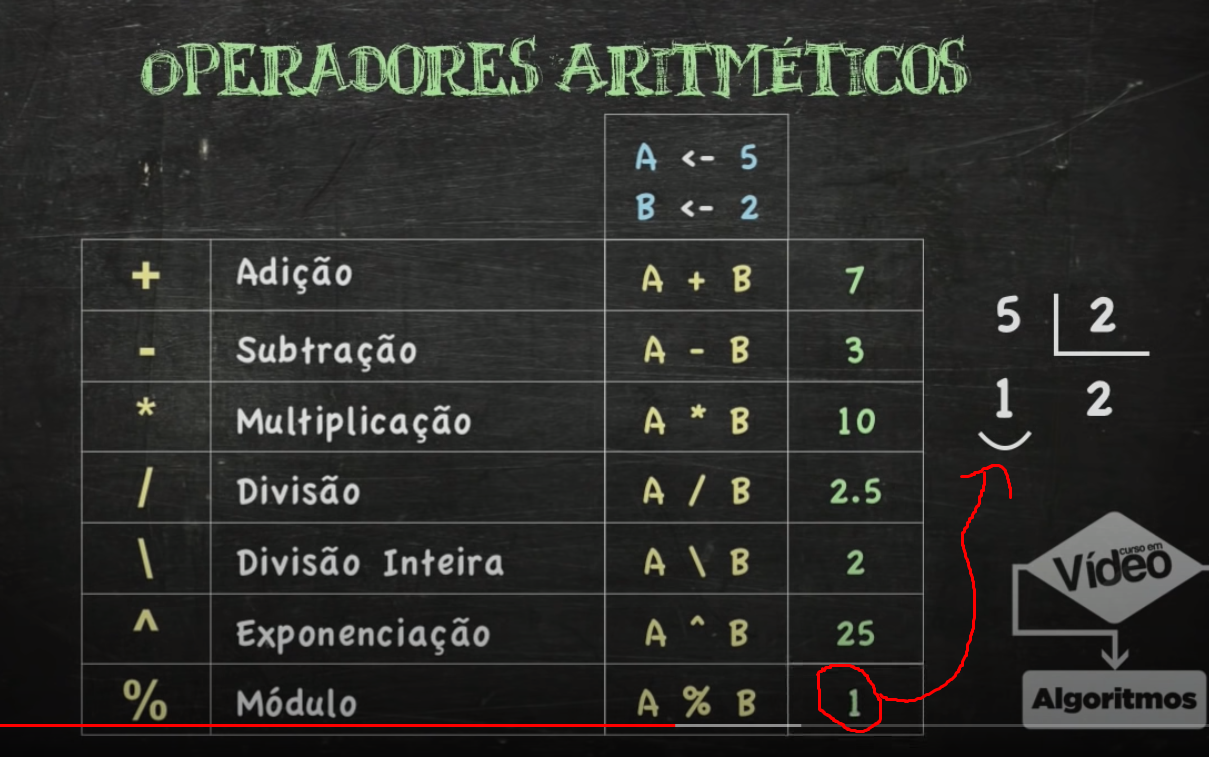 OPERADORES ARITMÉTICOS
A <- 5
B <- 2
+ Adição A + B 7
- Subtração A - B 3
* Multiplicação A * B 10
/ Divisão A / B 2.5
\ Divisão Inteira A \ B 2
^ Exponenciação A ^ B 25
% Módulo A % B 1
5 2
1 2
curso em
Vídeo
Algoritmos